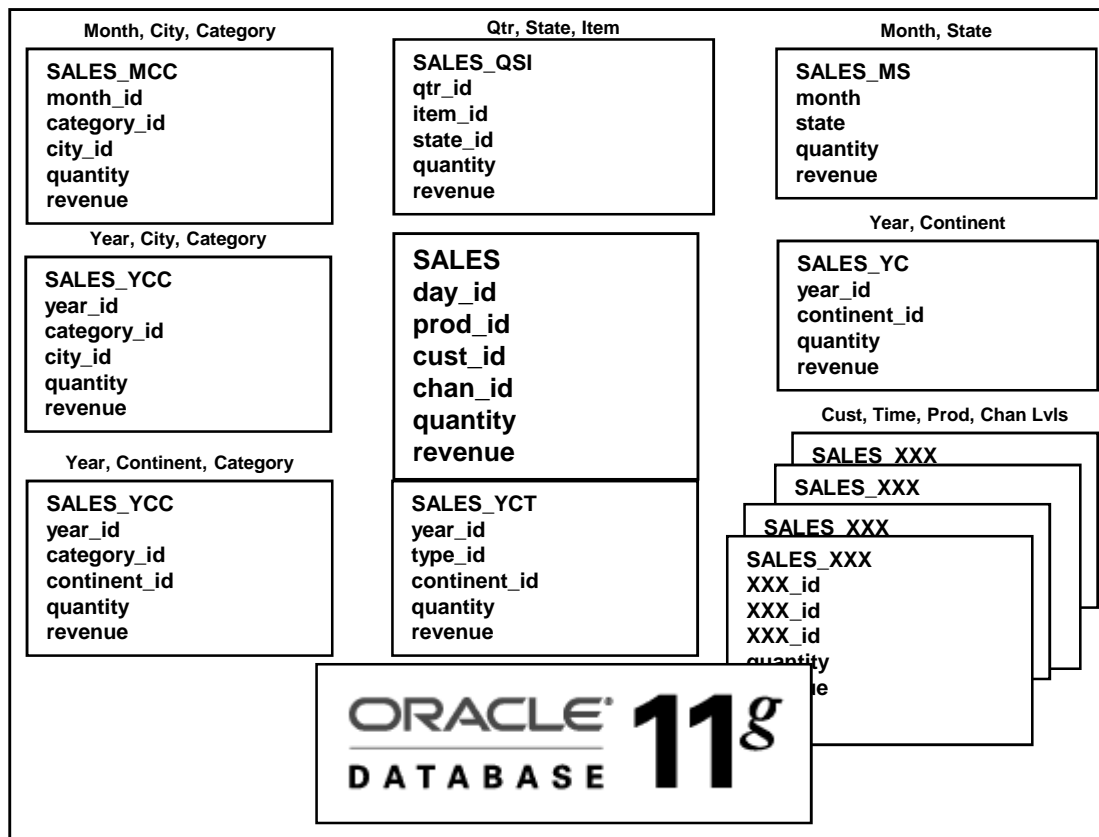 Month, City, Category
SALES_MCC
month_id
category_id
city_id
quantity
revenue
Qtr, State, Item
SALES_QSI
qtr_id
item_id
state_id
quantity
revenue
Month, State
SALES_MS
month
state
quantity
revenue
Year, City, Category
SALES_YCC
year_id
category_id
city_id
quantity
revenue
SALES
day_id
prod_id
cust_id
chan_id
quantity
revenue
Year, Continent
SALES_YC
year_id
continent_id
quantity
revenue
Year, Continent, Category
SALES_YCC
year_id
category_id
continent_id
quantity
revenue
SALES_YCT
year_id
type_id
continent_id
quantity
revenue
Cust, Time, Prod, Chan Lvls
SALES_XXX
SALES_XXX
SALES_XXX
SALES_XXX
XXX_id
XXX_id
XXX_id
quantity
ORACLE®
DATABASE
11g